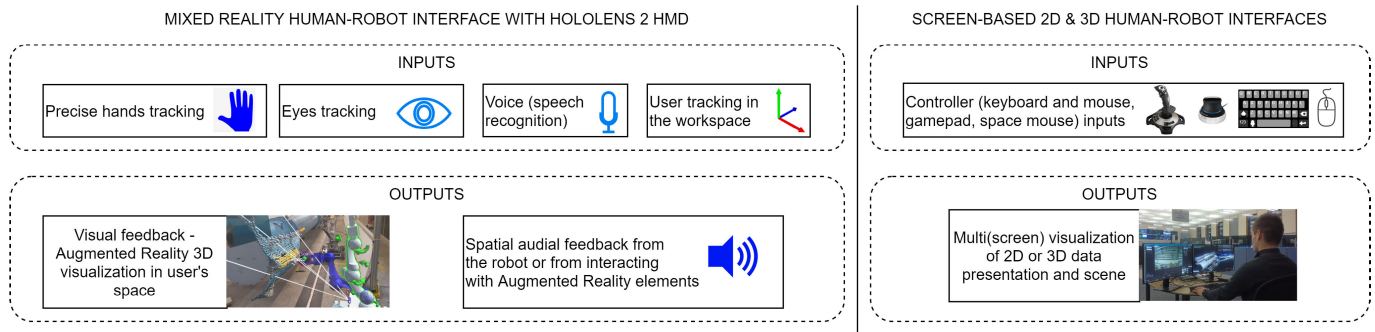 MIXED REALITY HUMAN-ROBOT INTERFACE WITH HOLOLENS 2 HMD
INPUTS
Precise hands tracking
Eyes tracking
Voice (speech
recognition)
User tracking in
the workspace
OUTPUTS
Visual feedback -
Augmented Reality 3D
visualization in user's
space
Spatial audial feedback from
the robot or from interacting
with Augmented Reality elements
SCREEN-BASED 2D & 3D HUMAN-ROBOT INTERFACES
INPUTS
Controller (keyboard and mouse,
gamepad, space mouse) inputs
OUTPUTS
Multi(screen) visualization
of 2D or 3D data
presentation and scene